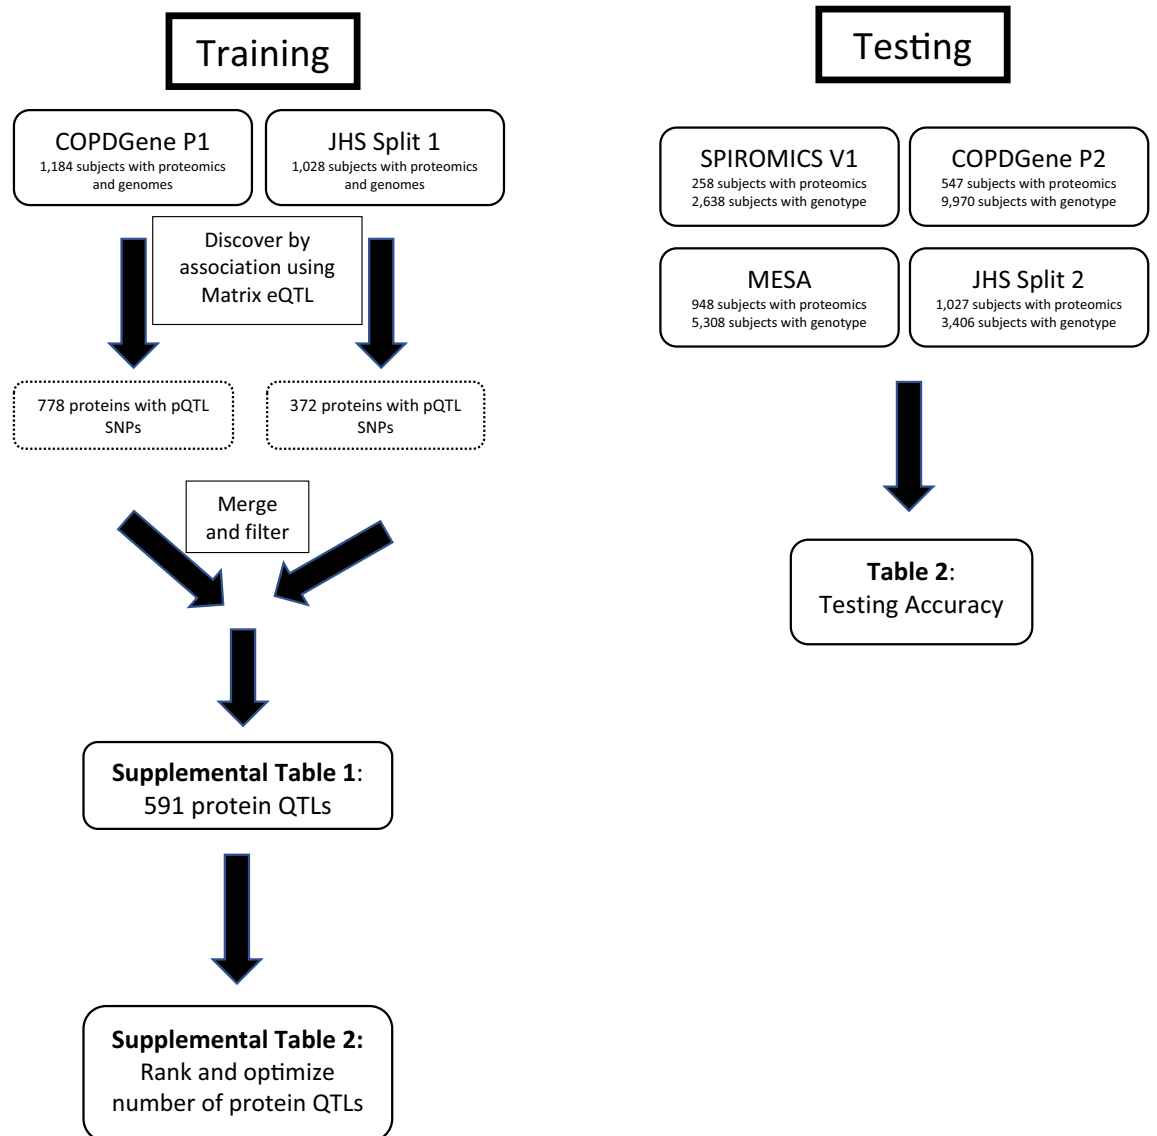 Training
COPDGene P1
1,184 subjects with proteomics
and genomes
JHS Split 1
1,028 subjects with proteomics
and genomes
Discover by
association using
Matrix eQTL
778 proteins with pQTL
SNPs
372 proteins with pQTL
SNPs
Merge
and filter
Supplemental Table 1:
591 protein QTLs
Supplemental Table 2:
Rank and optimize
number of protein QTLs
Testing
SPIROMICS V1
258 subjects with proteomics
2,638 subjects with genotype
COPDGene P2
547 subjects with proteomics
9,970 subjects with genotype
MESA
948 subjects with proteomics
5,308 subjects with genotype
JHS Split 2
1,027 subjects with proteomics
3,406 subjects with genotype
Table 2:
Testing Accuracy